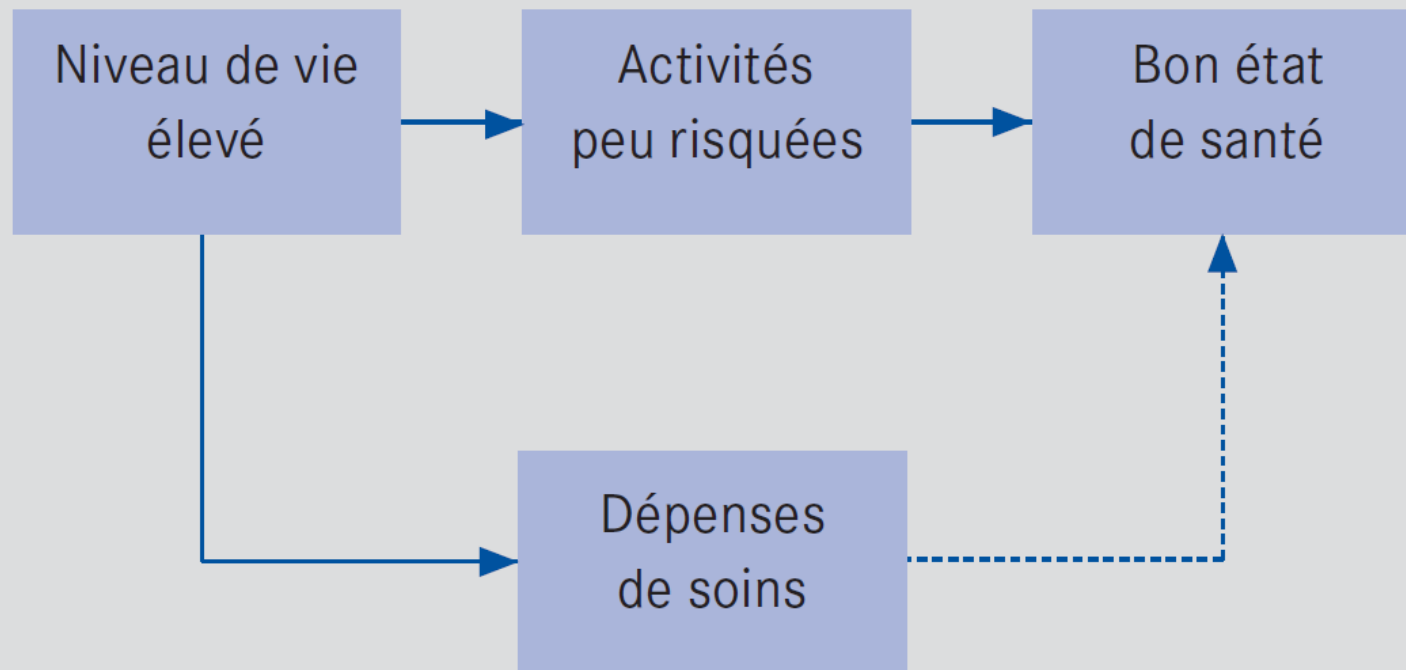 Niveau de vie
élevé
Activités
peu risquées
Bon état
de santé
Dépenses
de soins